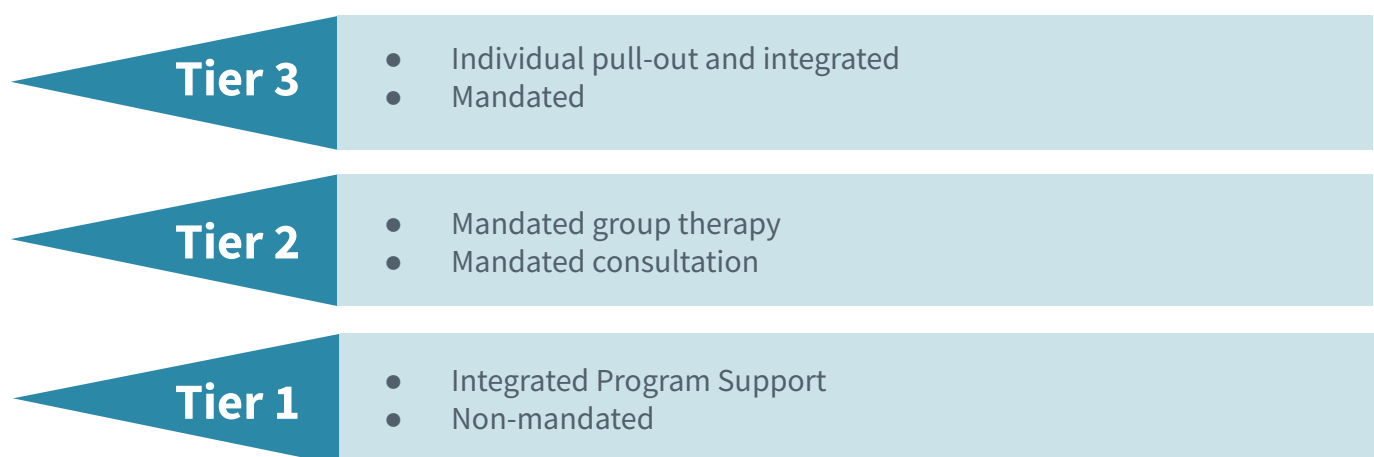 Tier 3
● Individual pull-out and integrated
● Mandated
Tier 2
● Mandated group therapy
● Mandated consultation
Tier 1
● Integrated Program Support
● Non-mandated